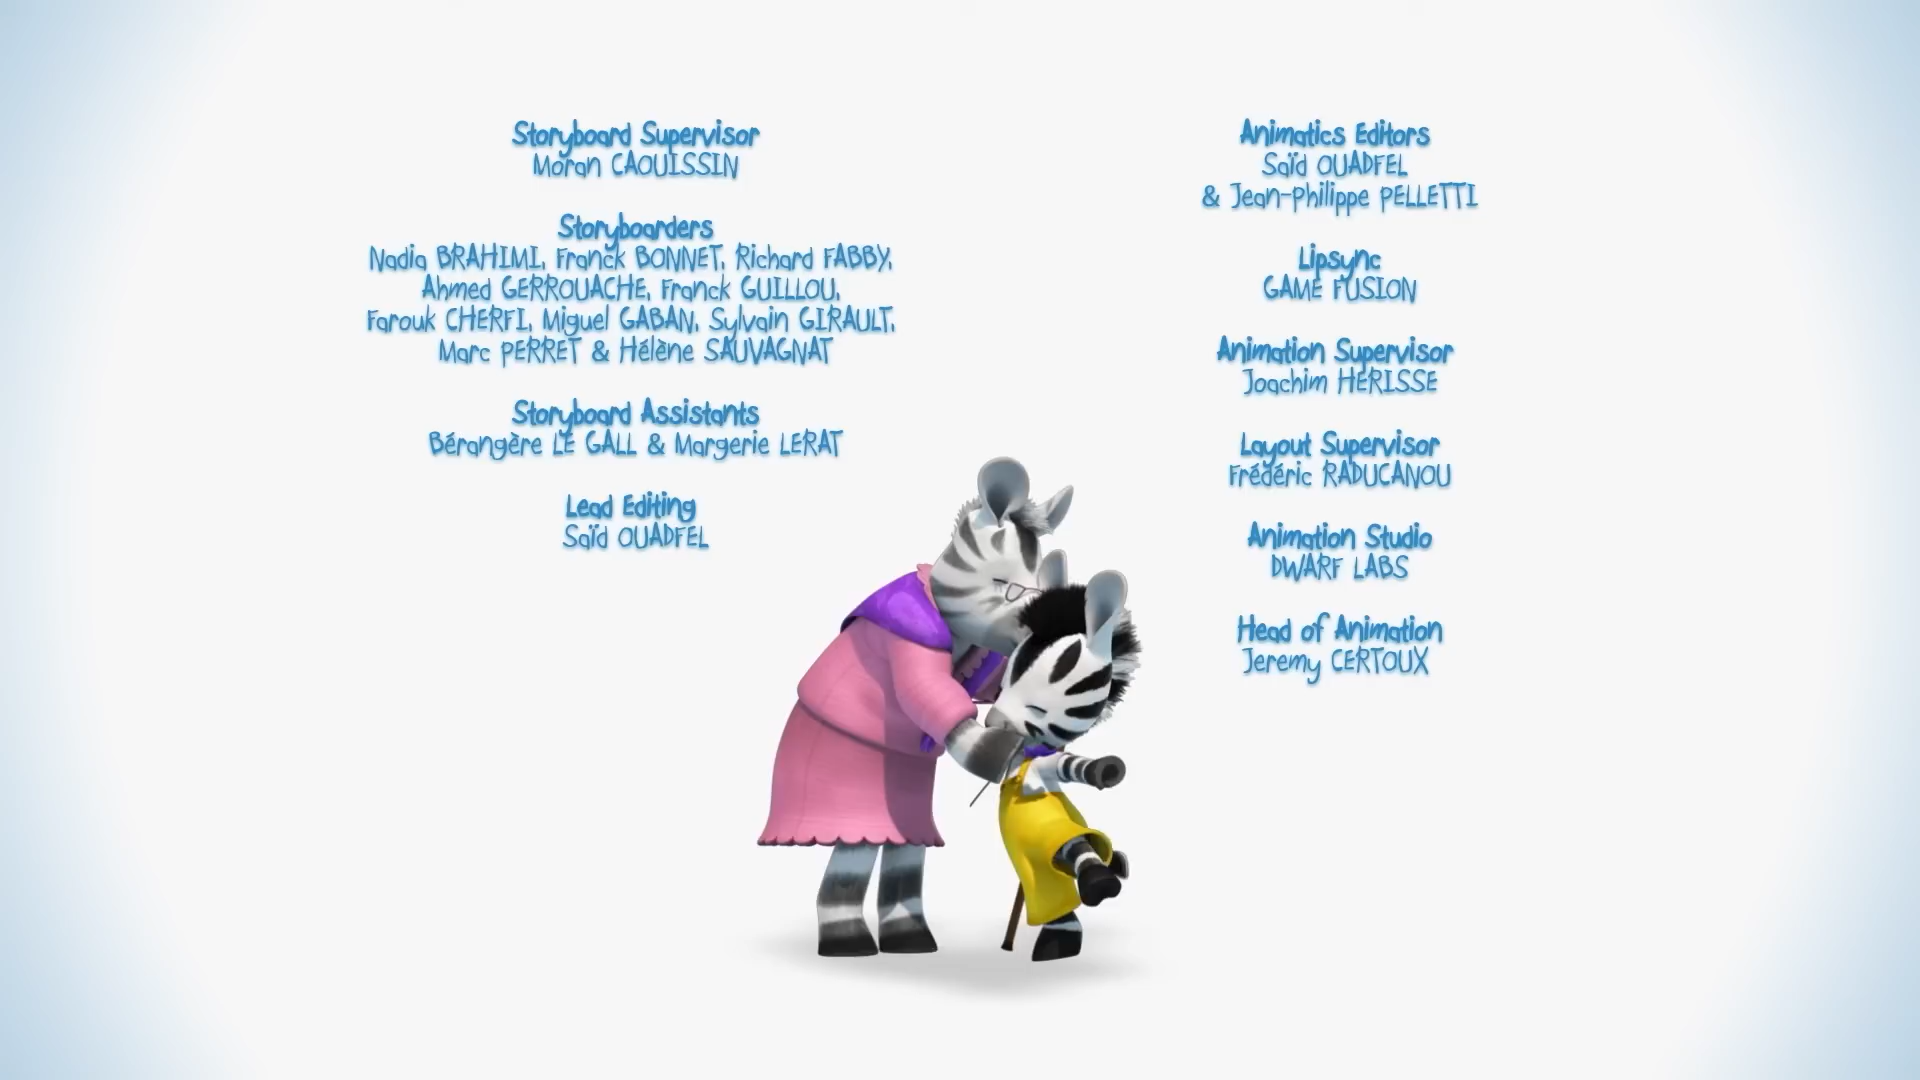 Storyboard Supervisor
Moran CAOUISSIN
Storyboarders
Nadia BRAHIMI, Franck BONNET, Richard FABBY,
Ahmed GERROUACHE, Franck GUILLOU,
Farouk CHERFI, Miguel GABAN, Sylvain GIRAULT,
Marc PERRET & Hélène SAUVAGNAT
Storyboard Assistants
Bérangère LE GALL & Margerie LERAT
Lead Editing
Saïd OUADFEL
Animatics Editors
Saïd OUADFEL
& Jean-Philippe PELLETTI
Lipsync
GAME FUSION
Animation Supervisor
Joachim HERISSE
Layout Supervisor
Frédéric RADUCANOU
Animation Studio
DWARF LABS
Head of Animation
Jeremy CERTOUX